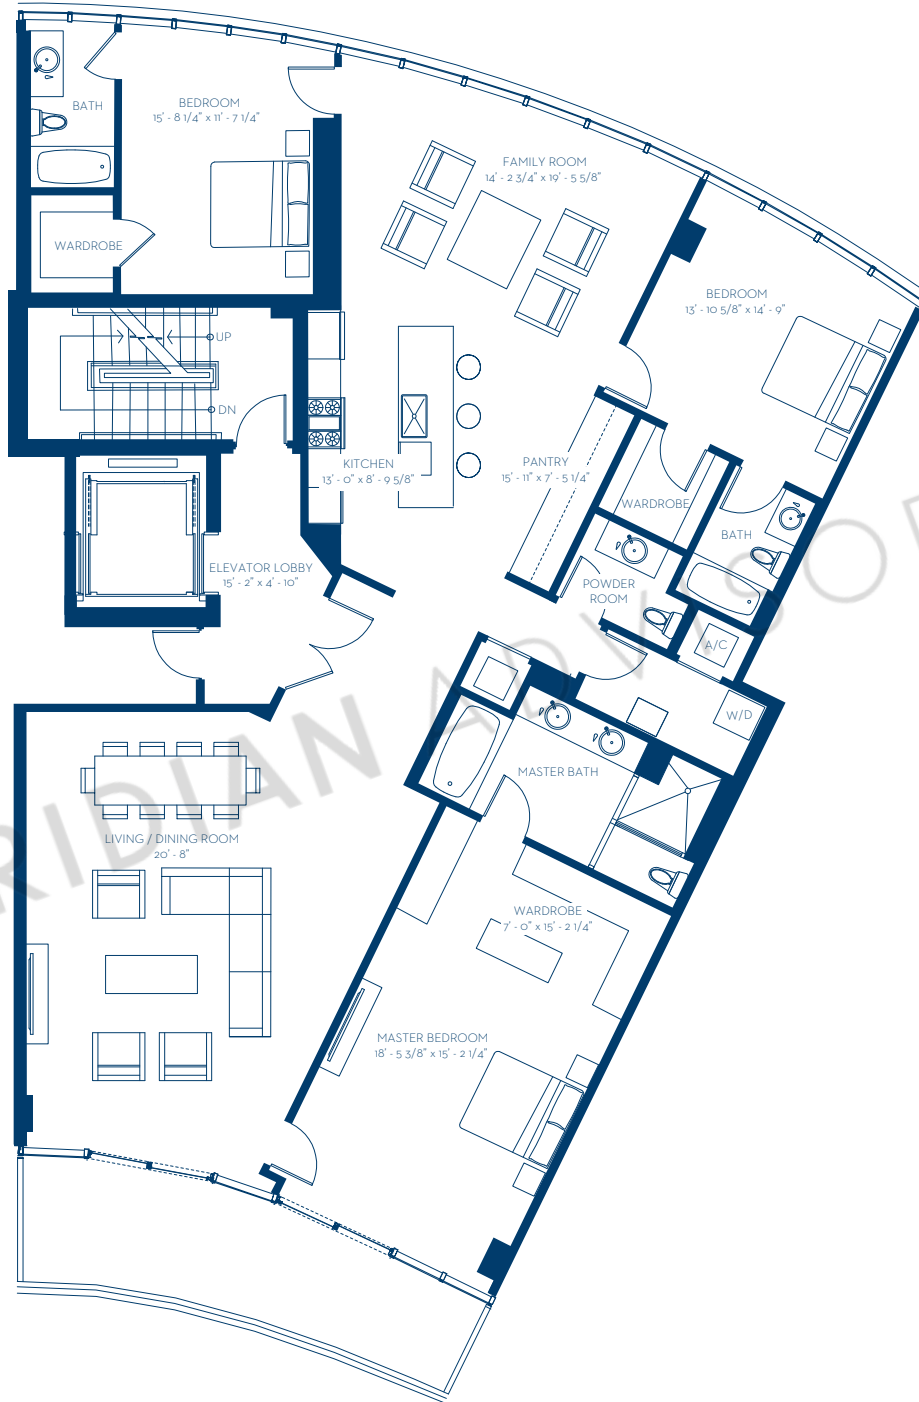 BEDROOM
15' - 8 1/4" x 11' - 7 1/4"
BATH
WARDROBE
FAMILY ROOM
14' - 2 3/4" x 19' - 5 5/8"
BEDROOM
13' - 10 5/8" x 14' - 9"
UP
DN
KITCHEN
13' - 0" x 8' - 9 5/8"
PANTRY
15' - 11" x 7' - 5 1/4"
WARDROBE
BATH
ELEVATOR LOBBY
15' - 2" x 4' - 10"
POWDER
ROOM
A/C
W/D
MASTER BATH
LIVING / DINING ROOM
20' - 8"
WARDROBE
7' - 0" x 15' - 2 1/4"
MASTER BEDROOM
18' - 5 3/8" x 15' - 2 1/4"
RIDIAN ADVISOR